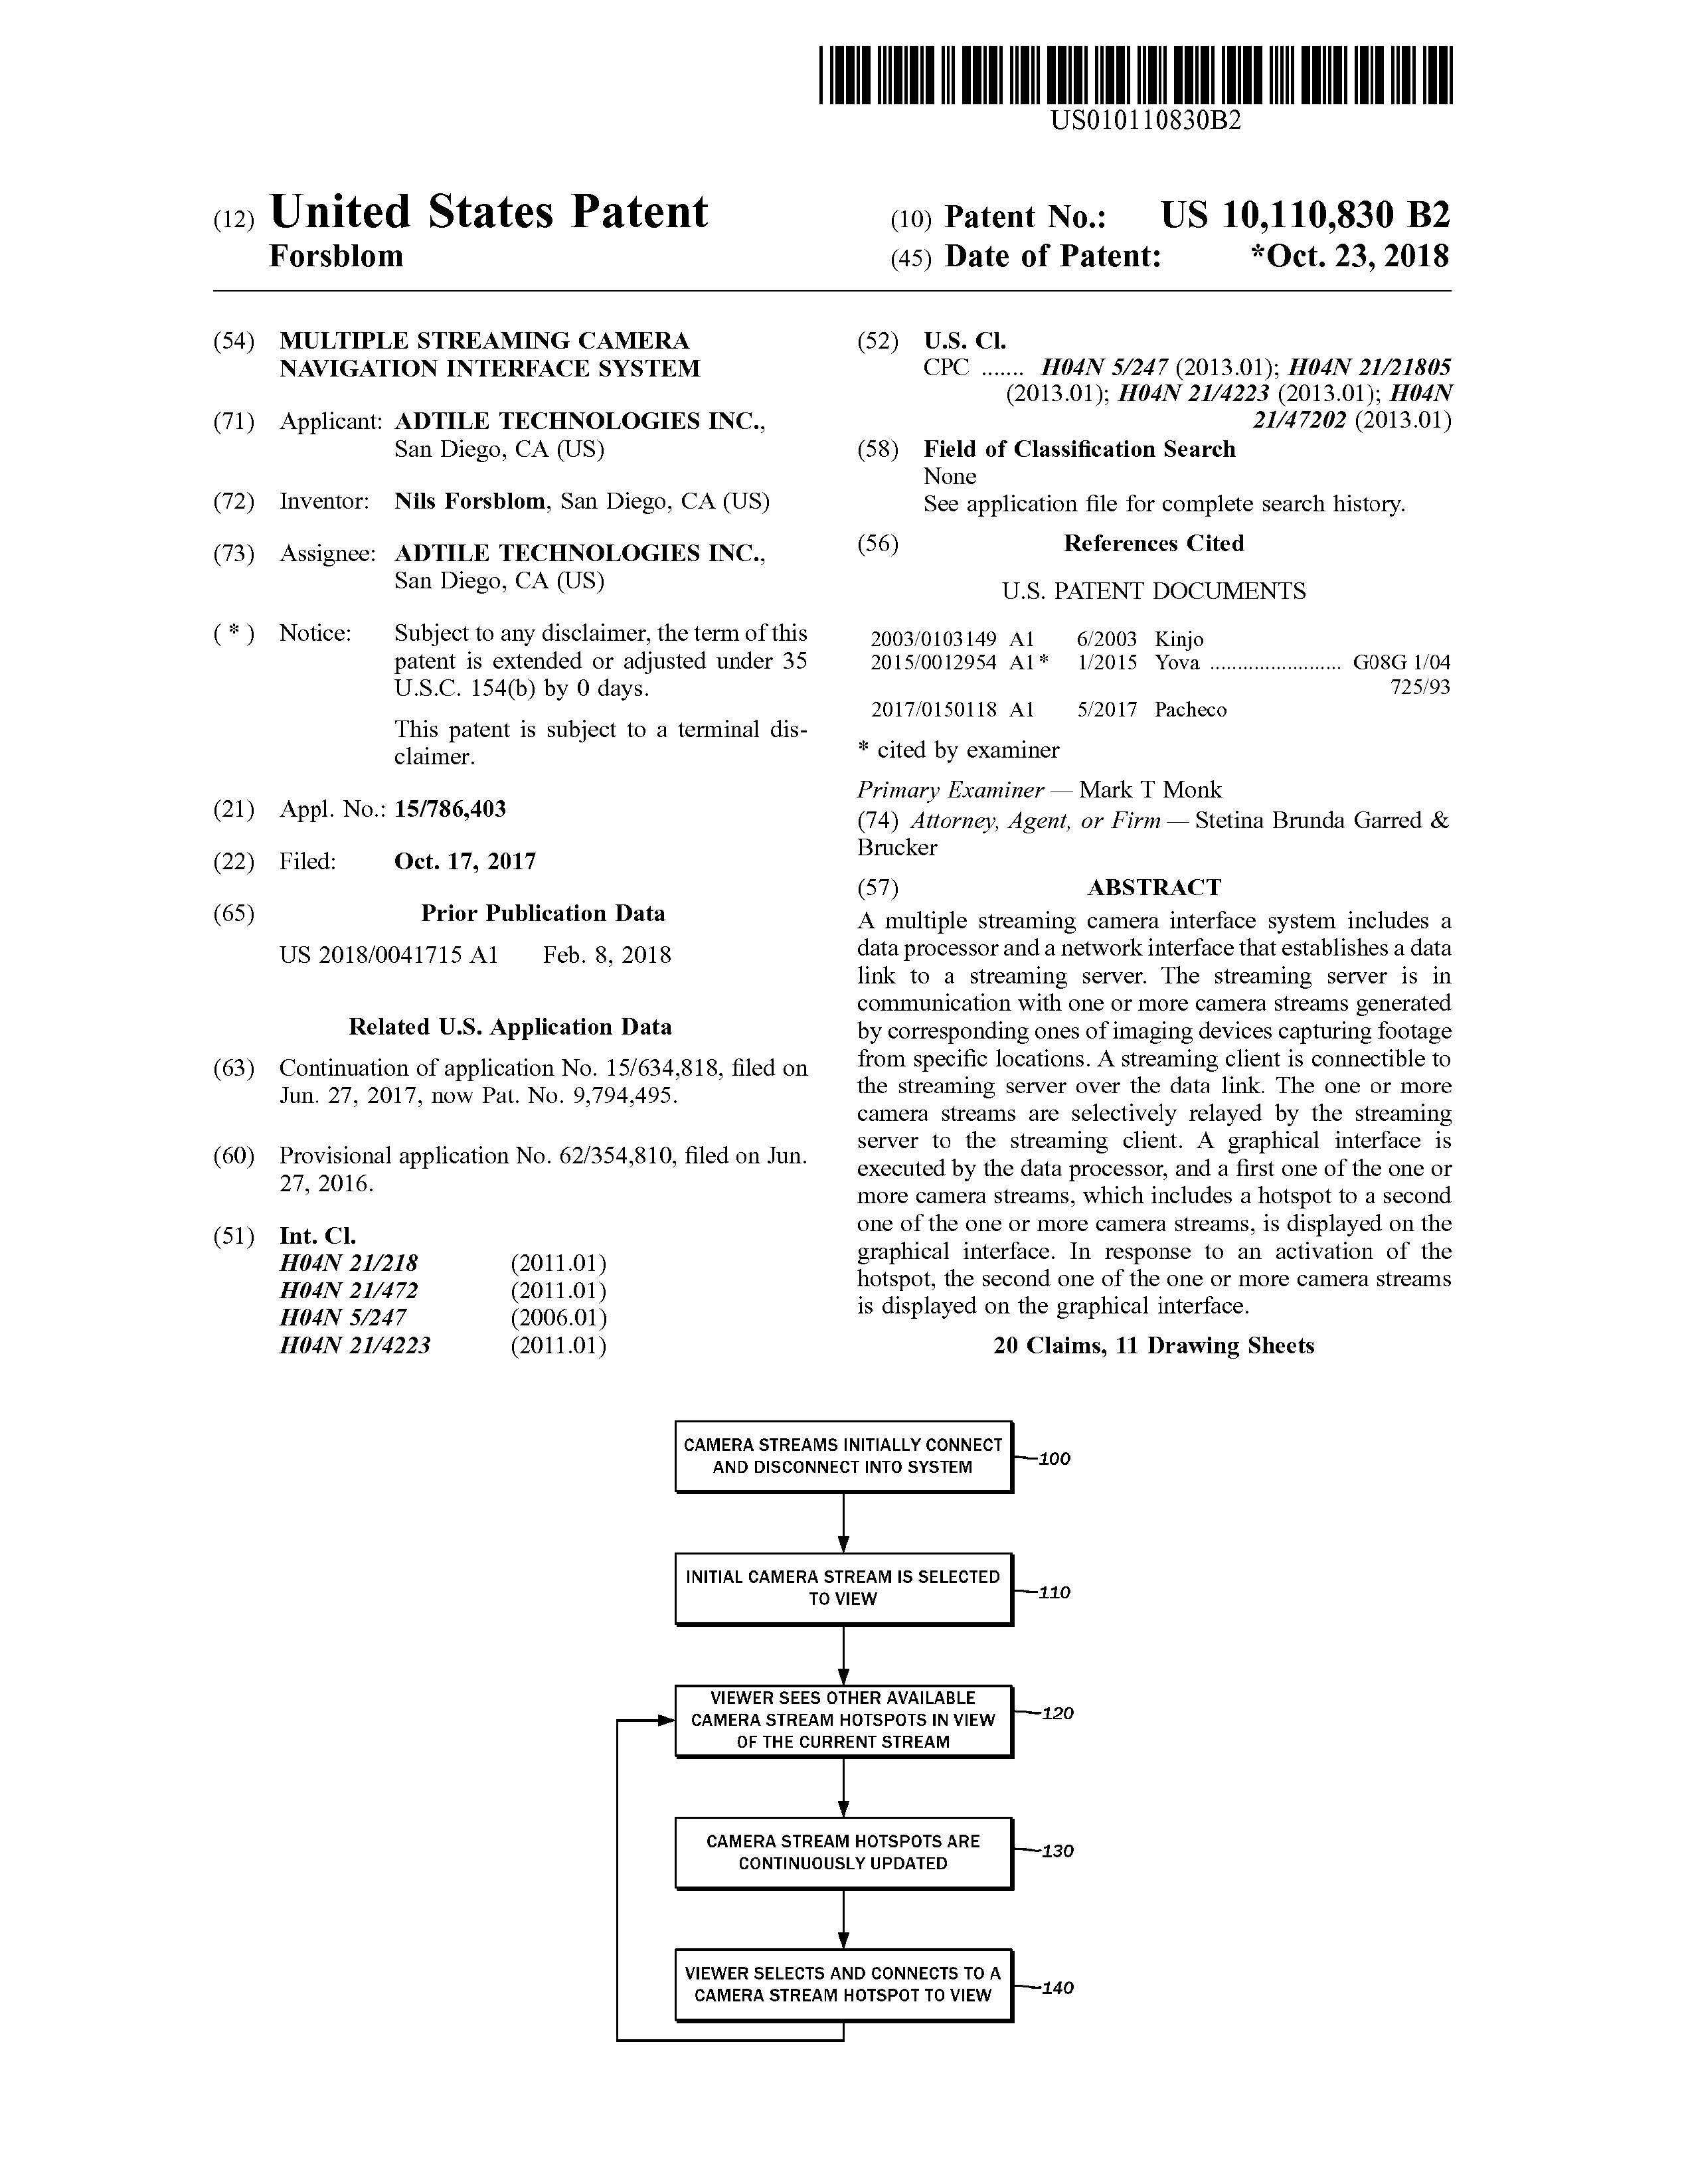 US010110830B2
(12) United States Patent
Forsblom
(10) Patent No.: US 10,110,830 B2
(45) Date of Patent: *Oct. 23, 2018
(54) MULTIPLE STREAMING CAMERA
NAVIGATION INTERFACE SYSTEM
(71) Applicant: ADTILE TECHNOLOGIES INC.,
San Diego, CA (US)
(72) Inventor: Nils Forsblom, San Diego, CA (US)
(73) Assignee: ADTILE TECHNOLOGIES INC.,
San Diego, CA (US)
( * ) Notice: Subject to any disclaimer, the term of this
patent is extended or adjusted under 35
U.S.C. 154(b) by 0 days.
This patent is subject to a terminal dis-
claimer.
(21) Appl. No.: 15/786,403
(22) Filed: Oct. 17, 2017
(65) Prior Publication Data
US 2018/0041715 A1 Feb. 8, 2018
Related U.S. Application Data
(63) Continuation of application No. 15/634,818, filed on
Jun. 27, 2017, now Pat. No. 9,794,495.
(60) Provisional application No. 62/354,810, filed on Jun.
27, 2016.
(51) Int. Cl.
H04N 21/218 (2011.01)
H04N 21/472 (2011.01)
H04N 5/247 (2006.01)
H04N 21/4223 (2011.01)
(52) U.S. Cl.
CPC ....... H04N 5/247 (2013.01); H04N 21/21805
(2013.01); H04N 21/4223 (2013.01); H04N
21/47202 (2013.01)
(58) Field of Classification Search
None
See application file for complete search history.
(56) References Cited
U.S. PATENT DOCUMENTS
2003/0103149 A1 6/2003 Kinjo
2015/0012954 A1* 1/2015 Yova ........................ G08G 1/04
725/93
2017/0150118 A1 5/2017 Pacheco
* cited by examiner
Primary Examiner — Mark T Monk
(74) Attorney, Agent, or Firm — Stetina Brunda Garred &
Brucker
(57) ABSTRACT
A multiple streaming camera interface system includes a
data processor and a network interface that establishes a data
link to a streaming server. The streaming server is in
communication with one or more camera streams generated
by corresponding ones of imaging devices capturing footage
from specific locations. A streaming client is connectible to
the streaming server over the data link. The one or more
camera streams are selectively relayed by the streaming
server to the streaming client. A graphical interface is
executed by the data processor, and a first one of the one or
more camera streams, which includes a hotspot to a second
one of the one or more camera streams, is displayed on the
graphical interface. In response to an activation of the
hotspot, the second one of the one or more camera streams
is displayed on the graphical interface.
20 Claims, 11 Drawing Sheets
CAMERA STREAMS INITIALLY CONNECT
AND DISCONNECT INTO SYSTEM
100
INITIAL CAMERA STREAM IS SELECTED
TO VIEW
110
VIEWER SEES OTHER AVAILABLE
CAMERA STREAM HOTSPOTS IN VIEW
OF THE CURRENT STREAM
120
CAMERA STREAM HOTSPOTS ARE
CONTINUOUSLY UPDATED
130
VIEWER SELECTS AND CONNECTS TO A
CAMERA STREAM HOTSPOT TO VIEW
140